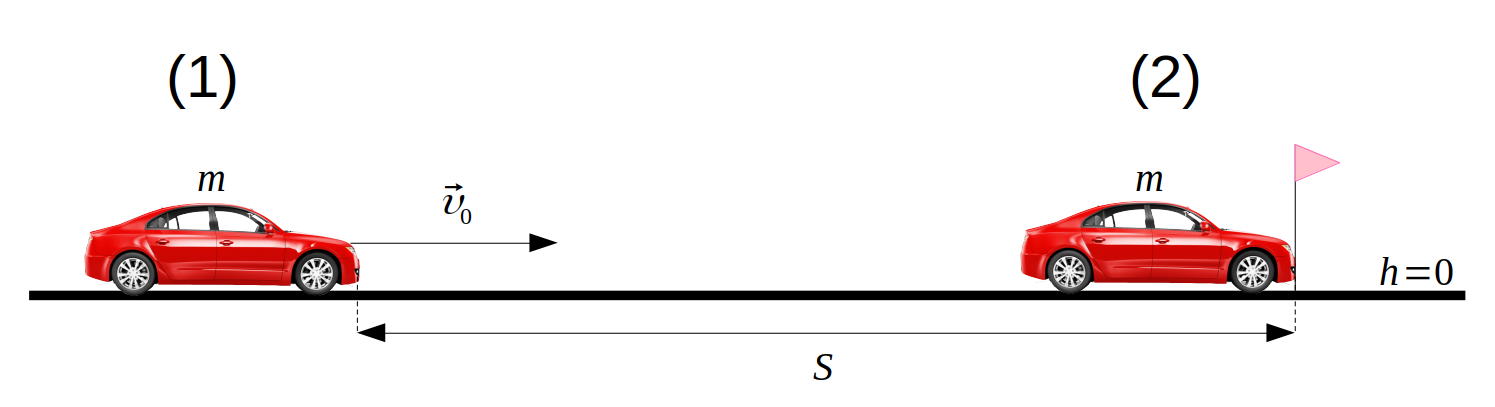 (1)
(2)
m
m
v⃗₀
h=0
S